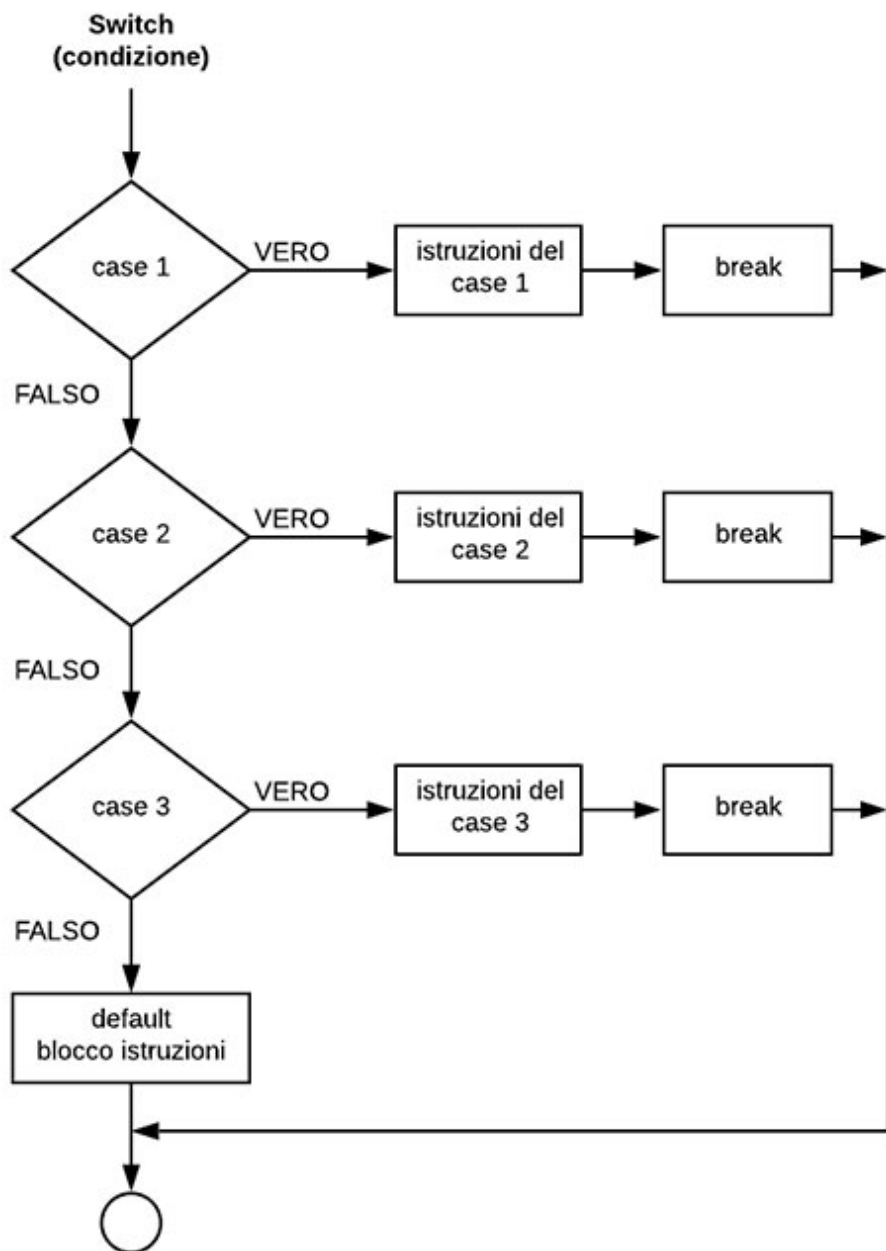 Switch
(condizione)
case 1
VERO
istruzioni del
case 1
break
FALSO
case 2
VERO
istruzioni del
case 2
break
FALSO
case 3
VERO
istruzioni del
case 3
break
FALSO
default
blocco istruzioni